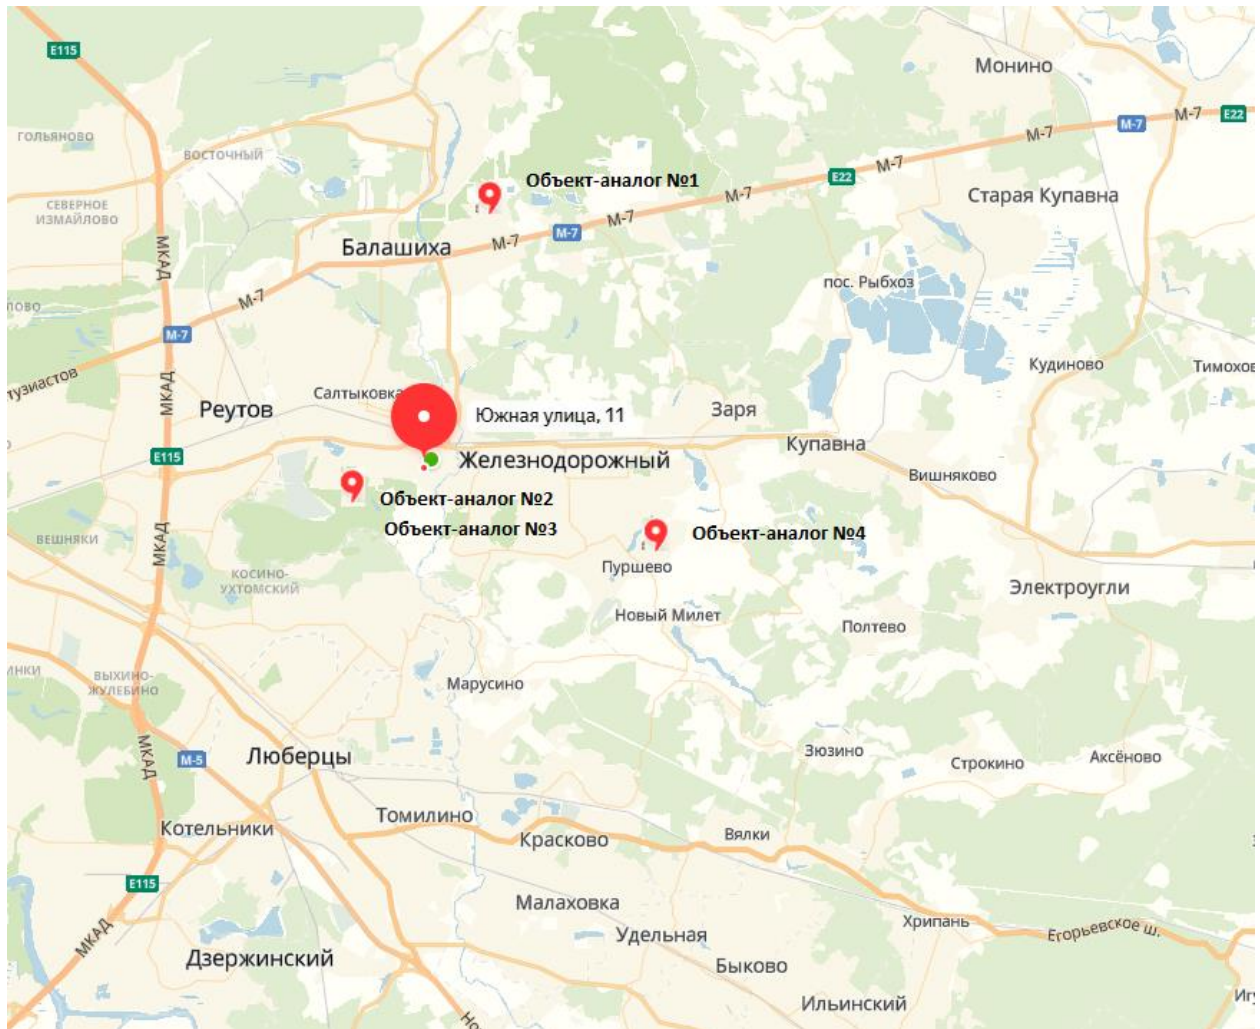 E115
Монино
М-7
E22
М-7
М-7
ГОЛЬЯНОВО
ВОСТОЧНЫЙ
М-7
E22
Объект-аналог №1
М-7
Старая Купавна
СЕВЕРНОЕ
ИЗМАЙЛОВО
М-7
М-7
М-7
Балашиха
МКАД
пос. Рыбхоз
М-7
М-7
Кудиново
МКАД
Салтыковка
Реутов
Южная улица, 11
Заря
Купавна
E115
Железнодорожный
Вишняково
Объект-аналог №2
Объект-аналог №3
Объект-аналог №4
ВЕШНЯКИ
МКАД
Пуршево
КОСИНО-
УХТОМСКИЙ
Электроугли
Новый Милет
Полтево
ВЫХИНО-
ЖУЛЕБИНО
Марусино
МКАД
М-5
Люберцы
Зюзино
Строкино
Аксёново
Томилино
Котельники
Красково
Вялки
E115
Малаховка
Хрипань
Егорьевское ш.
МКАД
Удельная
Дзержинский
Быково
Ильинский